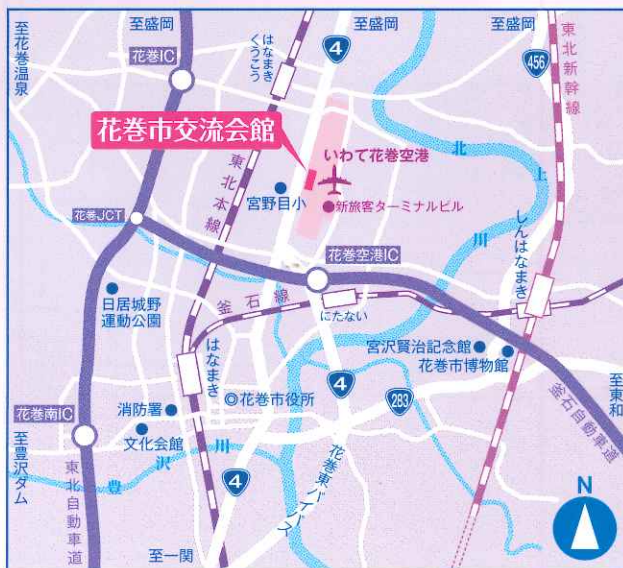 至盛岡
至盛岡
至盛岡
至花巻温泉
花巻IC
はなまき
くうこう
4
456
東北新幹線
花巻市交流会館
いわて花巻空港
東北本線
宮野目小
新旅客ターミナルビル
北上川
しんはなまき
花巻JCT
花巻空港IC
日居城野
運動公園
釜石線
にたない
はなまき
宮沢賢治記念館
花巻市博物館
花巻市役所
4
283
釜石自動車道
至東和
花巻南IC
消防署
文化会館
至豊沢ダム
東北自動車道
豊沢川
4
花巻東バイパス
至一関
N